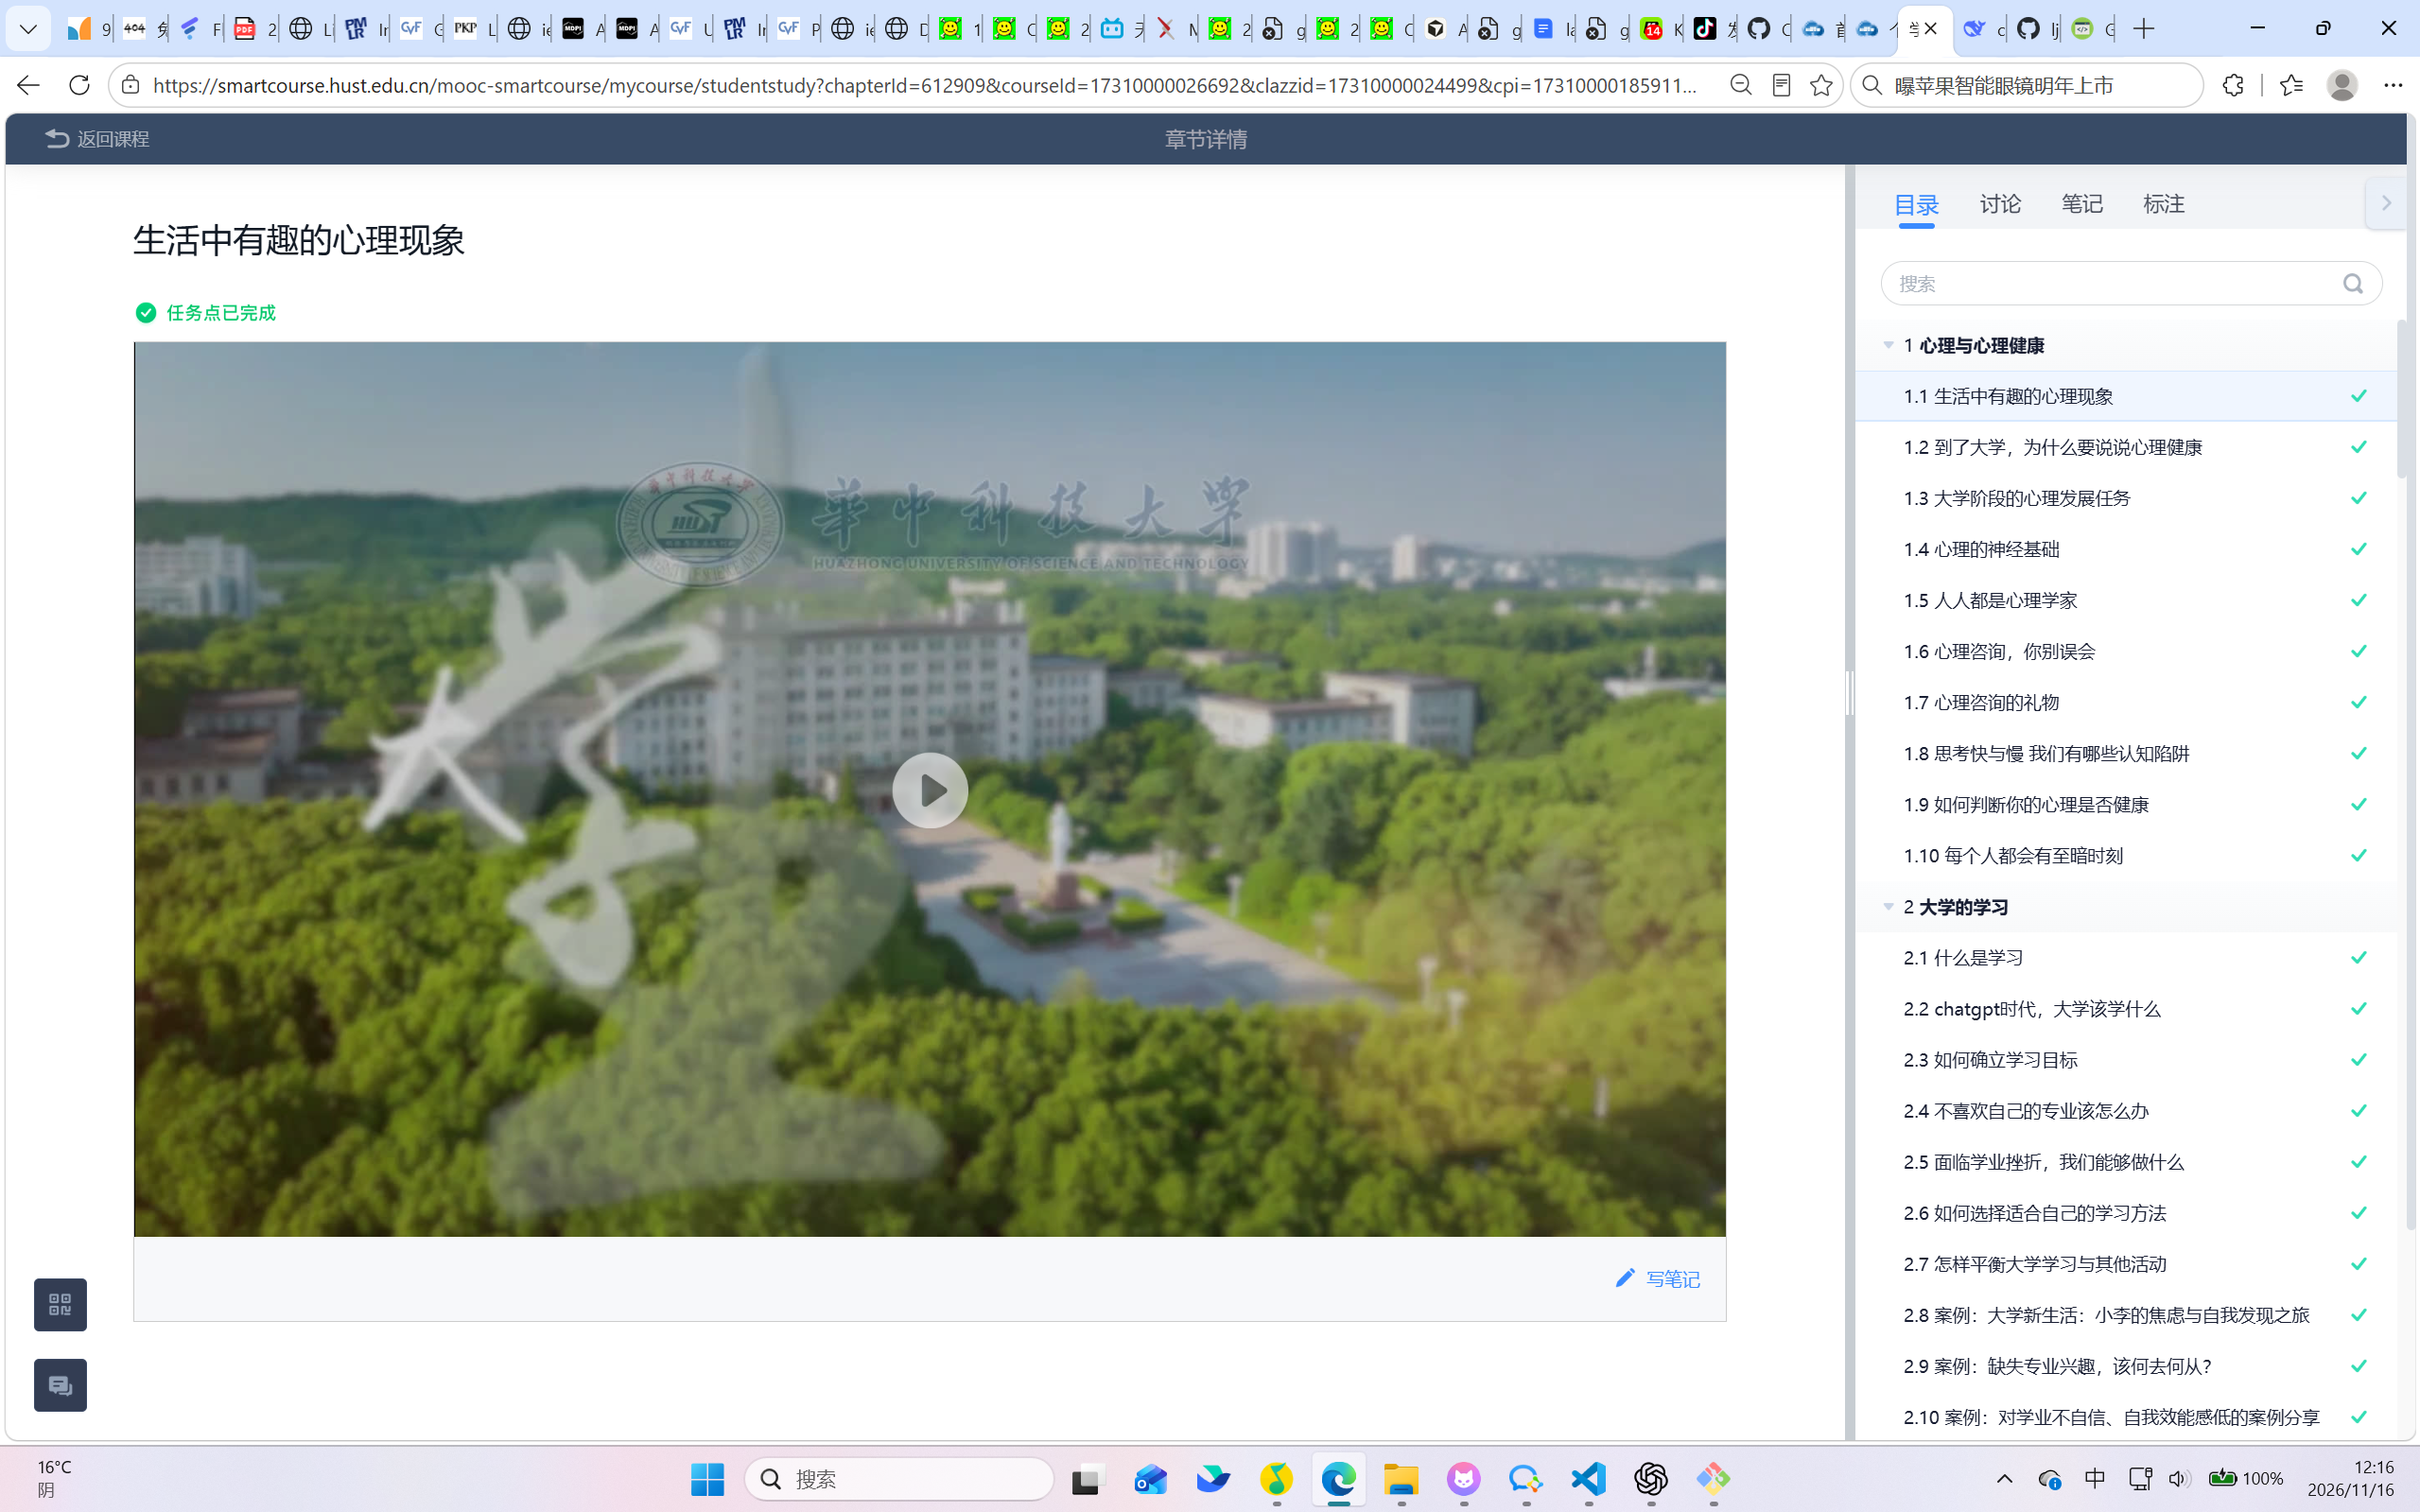 https://smartcourse.hust.edu.cn/mooc-smartcourse/mycourse/studentstudy?chapterId=612909&courseId=17310000026692&clazzid=17310000024499&cpi=17310000185911...
曝苹果智能眼镜明年上市
返回课程
章节详情
生活中有趣的心理现象
任务点已完成
華中科技大学
HUAZHONG UNIVERSITY OF SCIENCE AND TECHNOLOGY
写笔记
目录 讨论 笔记 标注
搜索
1 心理与心理健康
1.1 生活中有趣的心理现象
1.2 到了大学，为什么要说说心理健康
1.3 大学阶段的心理发展任务
1.4 心理的神经基础
1.5 人人都是心理学家
1.6 心理咨询，你别误会
1.7 心理咨询的礼物
1.8 思考快与慢 我们有哪些认知陷阱
1.9 如何判断你的心理是否健康
1.10 每个人都会有至暗时刻
2 大学的学习
2.1 什么是学习
2.2 chatgpt时代，大学该学什么
2.3 如何确立学习目标
2.4 不喜欢自己的专业该怎么办
2.5 面临学业挫折，我们能够做什么
2.6 如何选择适合自己的学习方法
2.7 怎样平衡大学学习与其他活动
2.8 案例：大学新生活：小李的焦虑与自我发现之旅
2.9 案例：缺失专业兴趣，该何去何从？
2.10 案例：对学业不自信、自我效能感低的案例分享
16°C
阴
搜索
中
100%
12:16
2026/11/16